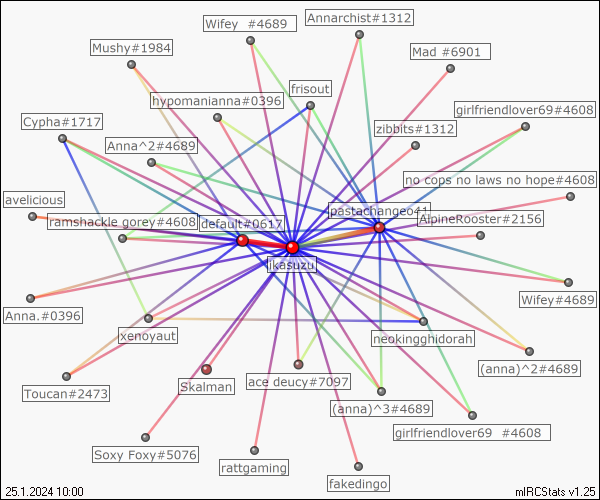 Wifey #4689
Annarchist#1312
Mushy#1984
Mad #6901
frisout
hypomanianna#0396
girlfriendlover69#4608
Cypha#1717
zibbits#1312
Anna^2#4689
no cops no laws no hope#4608
avelicious
pastachange041
ramshackle gorey#4608
default#0617
AlpineRooster#2156
jkasuzu
Wifey#4689
Anna.#0396
xenoyaut
neokingghidorah
(anna)^2#4689
Toucan#2473
Skalman
ace deucy#7097
(anna)^3#4689
girlfriendlover69 #4608
Soxy Foxy#5076
rattgaming
fakedingo
25.1.2024 10:00
mIRCStats v1.25